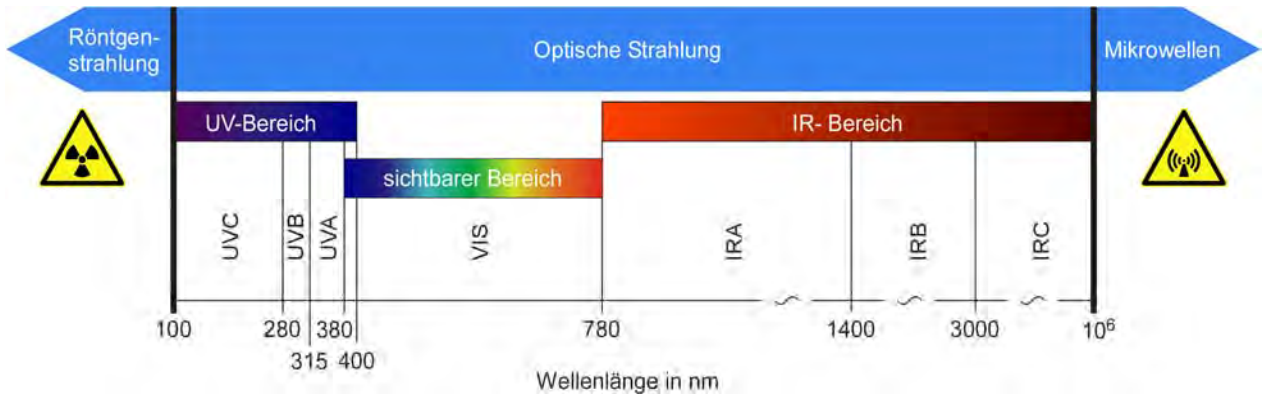 Röntgen-
strahlung
Optische Strahlung
Mikrowellen
UV-Bereich
IR- Bereich
sichtbarer Bereich
UVC
UVB
UVA
VIS
IRA
IRB
IRC
100
280
380
780
1400
3000
10⁶
315
400
Wellenlänge in nm